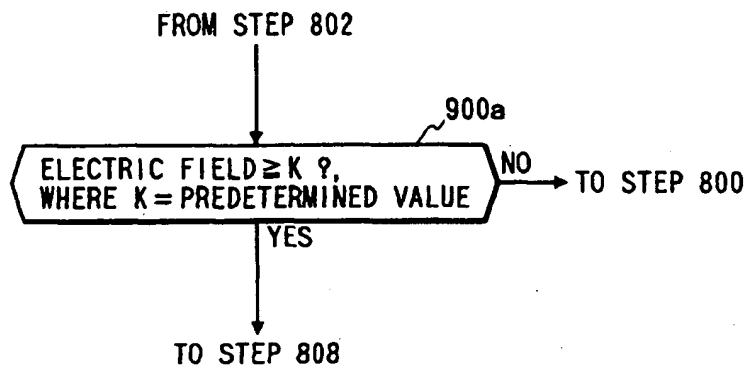 FROM STEP 802
900a
ELECTRIC FIELD≧K ?,
WHERE K=PREDETERMINED VALUE
NO
TO STEP 800
YES
TO STEP 808